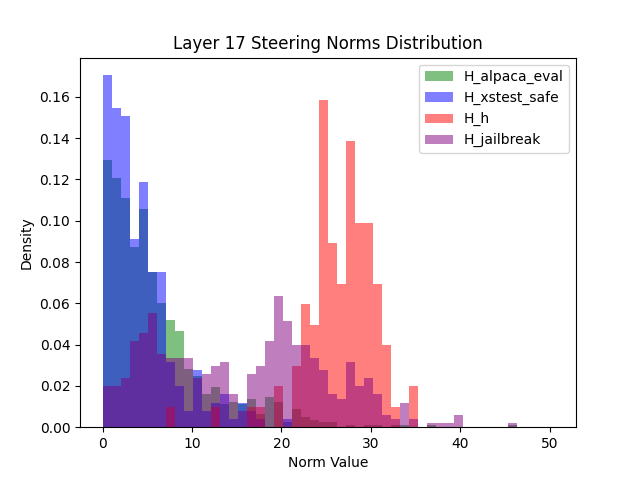 Layer 17 Steering Norms Distribution
H_alpaca_eval
H_xstest_safe
H_h
H_jailbreak
Density
0.16
0.14
0.12
0.10
0.08
0.06
0.04
0.02
0.00
0 10 20 30 40 50
Norm Value